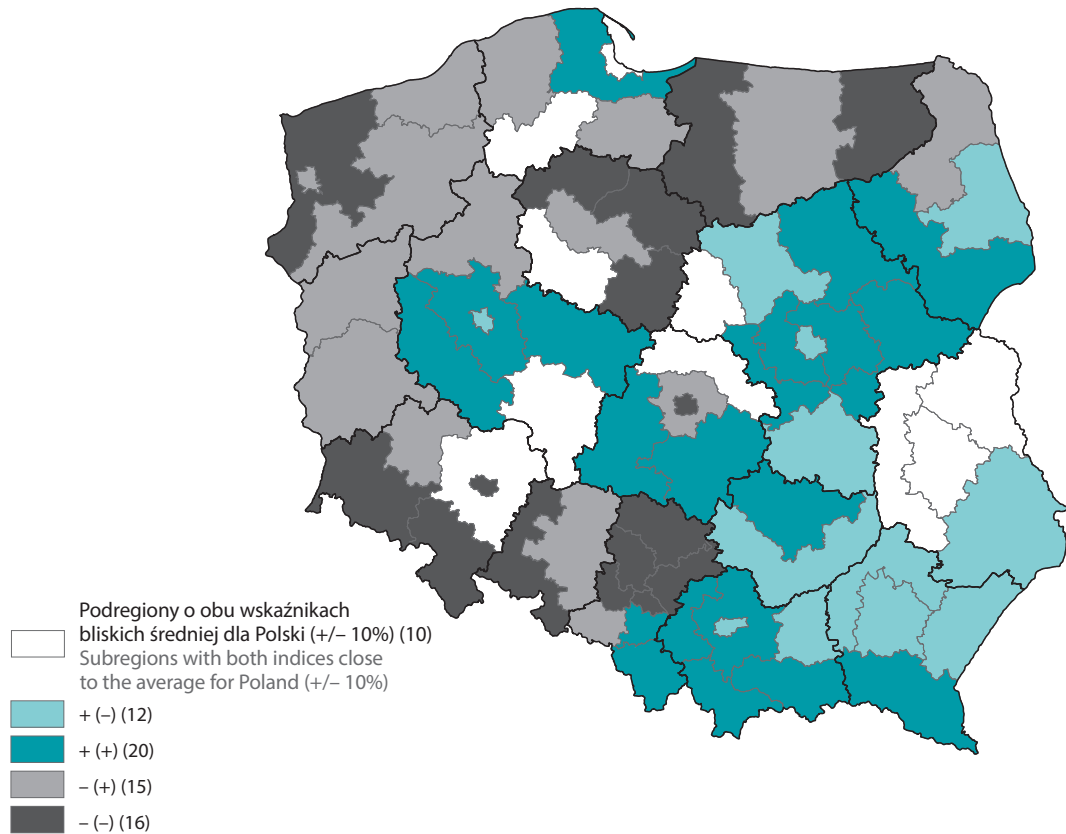 Podregiony o obu wskaźnikach
bliskich średniej dla Polski (+/– 10%) (10)
Subregions with both indices close
to the average for Poland (+/– 10%)
+ (–) (12)
+ (+) (20)
– (+) (15)
– (–) (16)